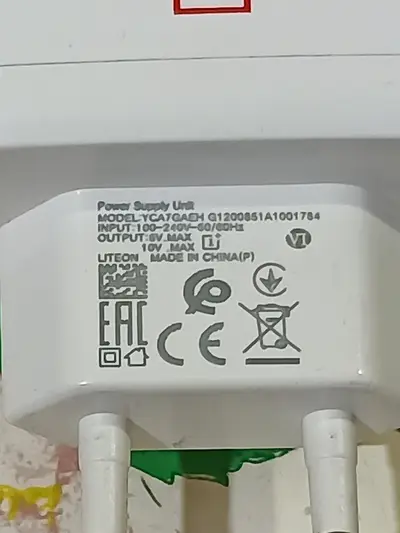 Power Supply Unit
MODEL:YCA7GAEH G1200851A1001784
INPUT:100-240V~50/60Hz
OUTPUT:5V⎓MAX
10V⎓MAX
LITEON MADE IN CHINA(P)
V1
EAC
CE